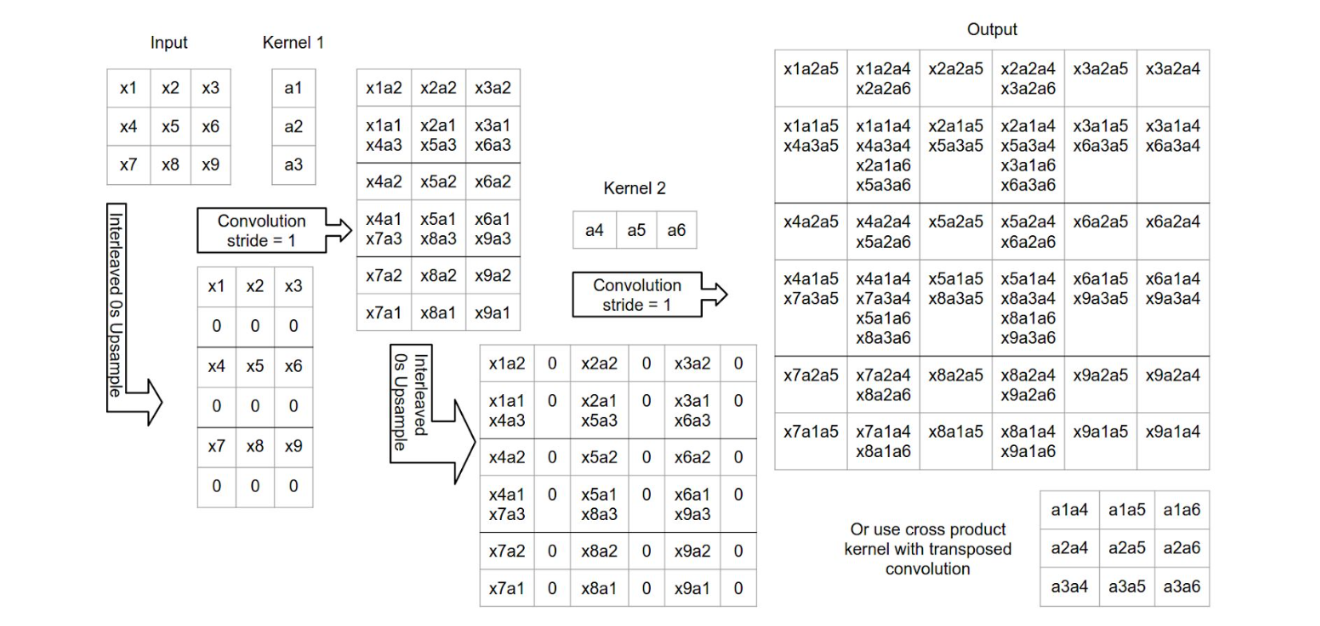 Input
Kernel 1
x1 x2 x3
x4 x5 x6
x7 x8 x9
a1
a2
a3
Interleaved 0s Upsample
Convolution
stride = 1
x1 x2 x3
0 0 0
x4 x5 x6
0 0 0
x7 x8 x9
0 0 0
x1a2 x2a2 x3a2
x1a1 x2a1 x3a1
x4a3 x5a3 x6a3
x4a2 x5a2 x6a2
x4a1 x5a1 x6a1
x7a3 x8a3 x9a3
x7a2 x8a2 x9a2
x7a1 x8a1 x9a1
Interleaved
0s Upsample
Kernel 2
a4 a5 a6
Convolution
stride = 1
x1a2 0 x2a2 0 x3a2 0
x1a1 0 x2a1 0 x3a1 0
x4a3 x5a3 x6a3
x4a2 0 x5a2 0 x6a2 0
x4a1 0 x5a1 0 x6a1 0
x7a3 x8a3 x9a3
x7a2 0 x8a2 0 x9a2 0
x7a1 0 x8a1 0 x9a1 0
Output
x1a2a5 x1a2a4 x2a2a5 x2a2a4 x3a2a5 x3a2a4
x2a2a6 x3a2a6
x1a1a5 x1a1a4 x2a1a5 x2a1a4 x3a1a5 x3a1a4
x4a3a5 x4a3a4 x5a3a5 x5a3a4 x6a3a5 x6a3a4
x2a1a6 x3a1a6
x5a3a6 x6a3a6
x4a2a5 x4a2a4 x5a2a5 x5a2a4 x6a2a5 x6a2a4
x5a2a6 x6a2a6
x4a1a5 x4a1a4 x5a1a5 x5a1a4 x6a1a5 x6a1a4
x7a3a5 x7a3a4 x8a3a5 x8a3a4 x9a3a5 x9a3a4
x5a1a6 x8a1a6
x8a3a6 x9a3a6
x7a2a5 x7a2a4 x8a2a5 x8a2a4 x9a2a5 x9a2a4
x8a2a6 x9a2a6
x7a1a5 x7a1a4 x8a1a5 x8a1a4 x9a1a5 x9a1a4
x8a1a6 x9a1a6
Or use cross product
kernel with transposed
convolution
a1a4 a1a5 a1a6
a2a4 a2a5 a2a6
a3a4 a3a5 a3a6